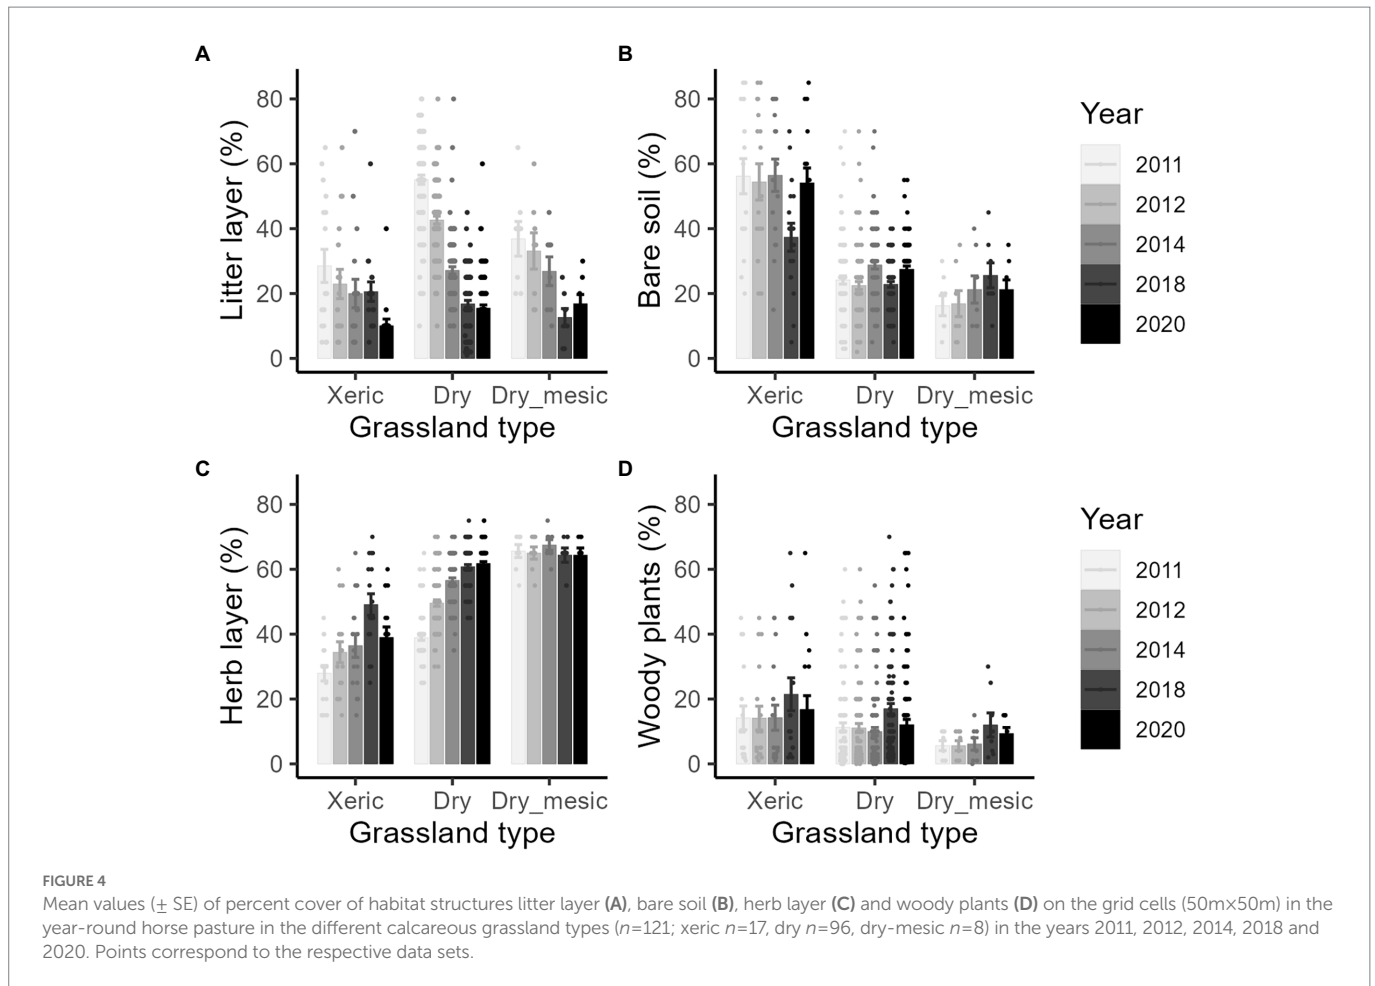 A
Litter layer (%)
80
60
40
20
0
Xeric Dry Dry_mesic
Grassland type
B
Bare soil (%)
80
60
40
20
0
Xeric Dry Dry_mesic
Grassland type
Year
2011
2012
2014
2018
2020
C
Herb layer (%)
80
60
40
20
0
Xeric Dry Dry_mesic
Grassland type
D
Woody plants (%)
80
60
40
20
0
Xeric Dry Dry_mesic
Grassland type
Year
2011
2012
2014
2018
2020
FIGURE 4
Mean values (± SE) of percent cover of habitat structures litter layer (A), bare soil (B), herb layer (C) and woody plants (D) on the grid cells (50m×50m) in the
year-round horse pasture in the different calcareous grassland types (n=121; xeric n=17, dry n=96, dry-mesic n=8) in the years 2011, 2012, 2014, 2018 and
2020. Points correspond to the respective data sets.